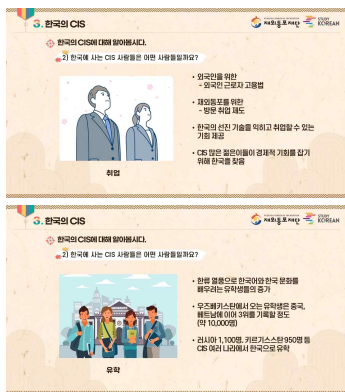 3. 한국의 CIS
재외동포재단
STUDY KOREAN
한국의 CIS에 대해 알아봅시다.
2) 한국에 사는 CIS 사람들은 어떤 사람들일까요?
• 외국인을 위한
- 외국인 근로자 고용법
• 재외동포를 위한
- 방문 취업 제도
• 한국의 선진 기술을 익히고 취업할 수 있는
기회 제공
• CIS 많은 젊은이들이 경제적 기회를 잡기
위해 한국를 찾음
취업
3. 한국의 CIS
재외동포재단
STUDY KOREAN
한국의 CIS에 대해 알아봅시다.
2) 한국에 사는 CIS 사람들은 어떤 사람들일까요?
• 한류 열풍으로 한국어와 한국 문화를
배우려는 유학생들의 증가
• 우즈베키스탄에서 오는 유학생은 중국,
베트남에 이어 3위를 기록할 정도
(약 10,000명)
• 러시아 1,100명, 키르기스스탄 950명 등
CIS 여러 나라에서 한국으로 유학
유학